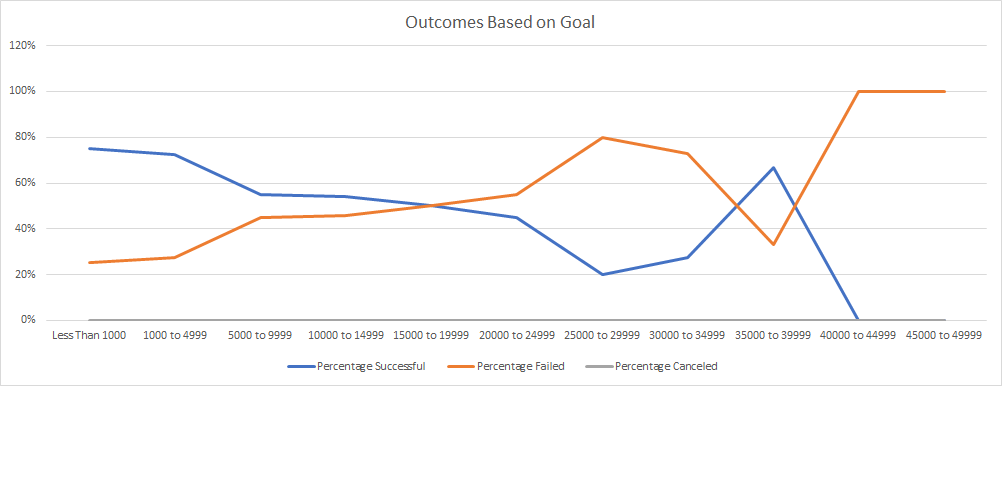 Outcomes Based on Goal
120%
100%
80%
60%
40%
20%
0%
Less Than 1000 1000 to 4999 5000 to 9999 10000 to 14999 15000 to 19999 20000 to 24999 25000 to 29999 30000 to 34999 35000 to 39999 40000 to 44999 45000 to 49999
Percentage Successful Percentage Failed Percentage Canceled